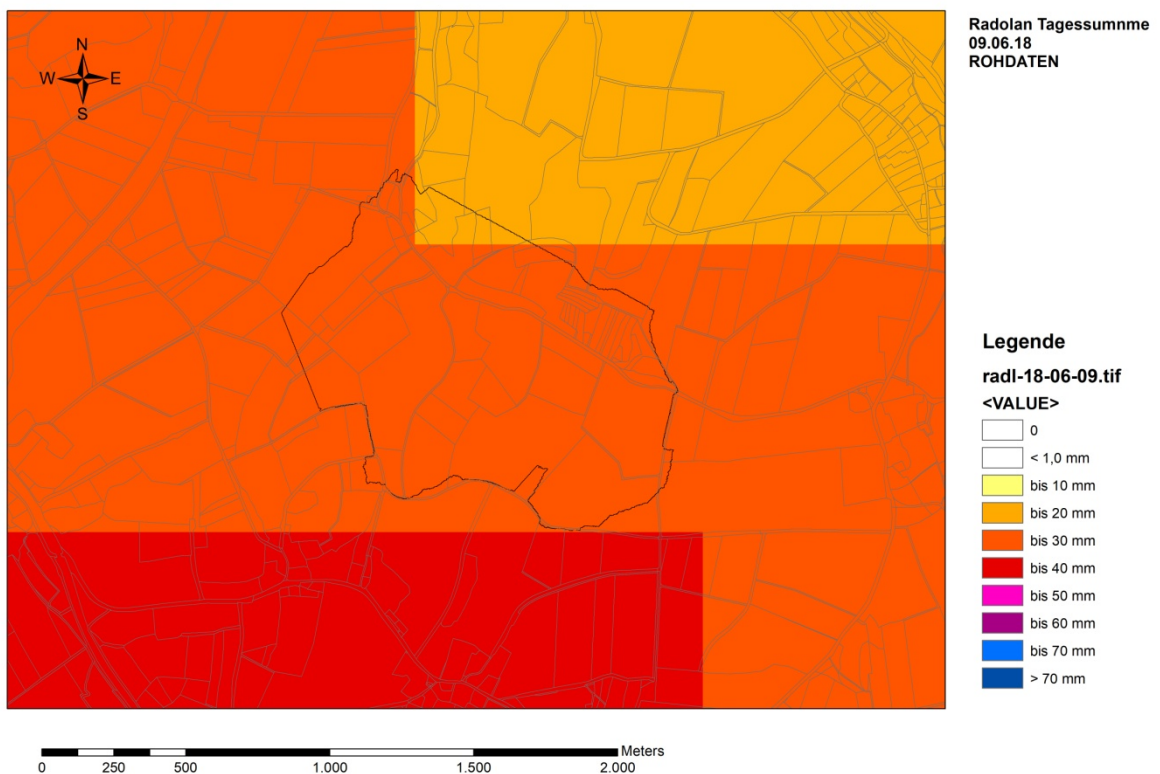 Radolan Tagessumnme
09.06.18
ROHDATEN
N
W E
S
Legende
radl-18-06-09.tif
<VALUE>
0
< 1,0 mm
bis 10 mm
bis 20 mm
bis 30 mm
bis 40 mm
bis 50 mm
bis 60 mm
bis 70 mm
> 70 mm
Meters
0 250 500 1.000 1.500 2.000